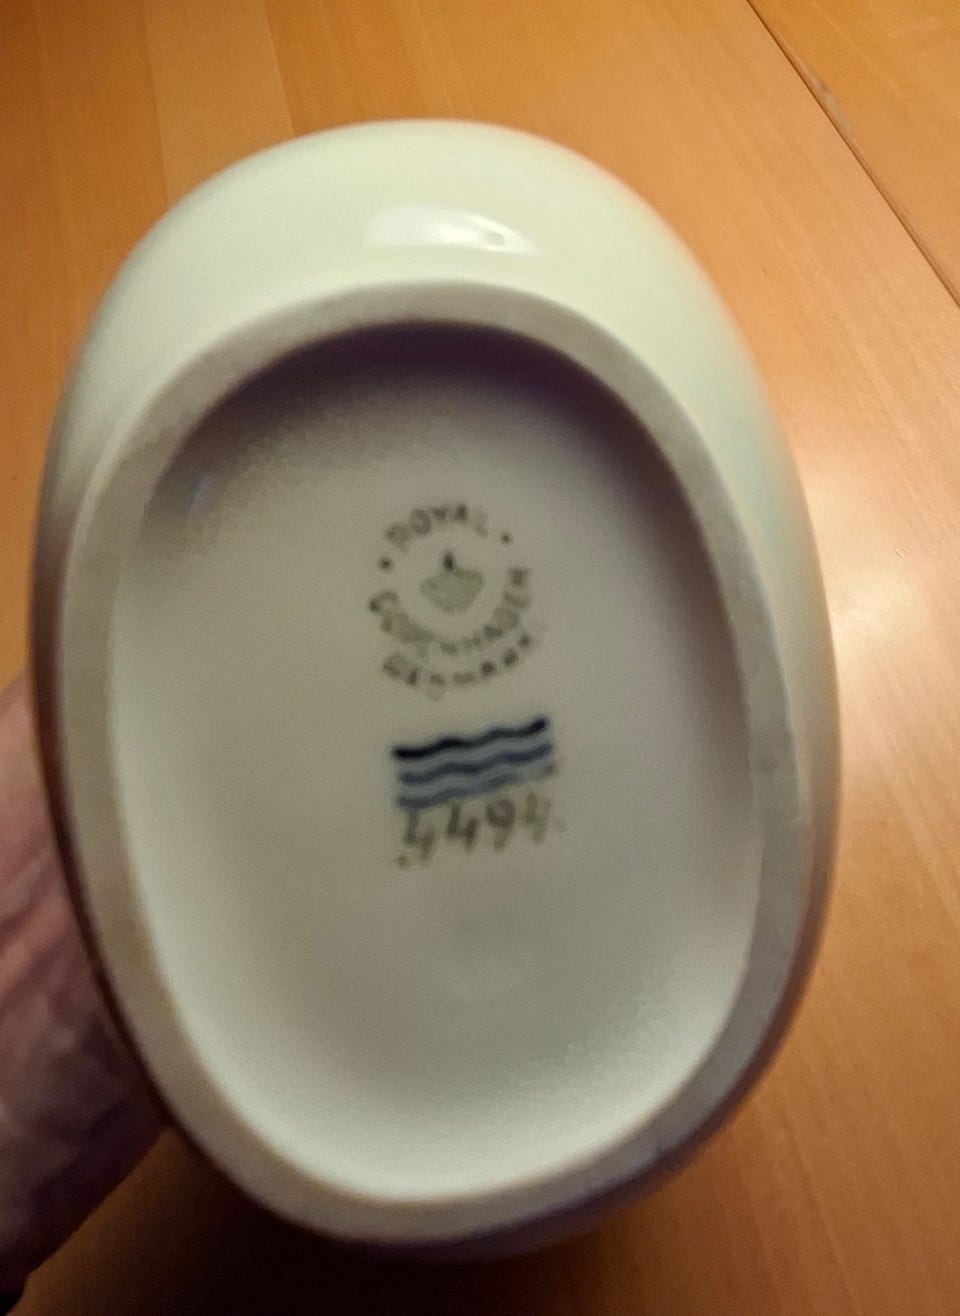 ROYAL
COPENHAGEN
DENMARK
4494